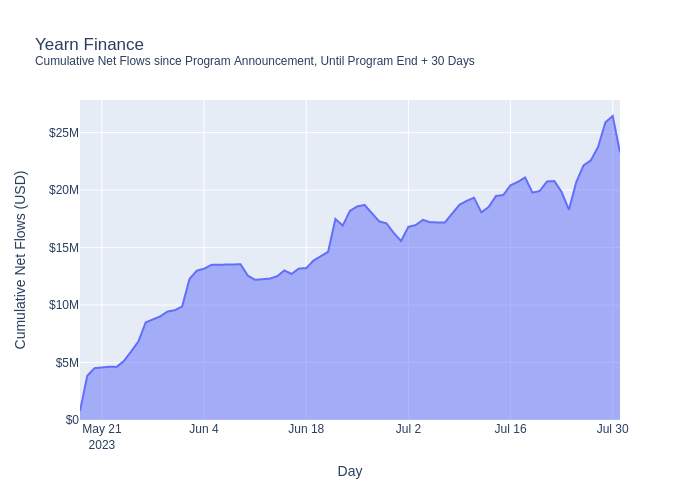 Yearn Finance
Cumulative Net Flows since Program Announcement, Until Program End + 30 Days
Cumulative Net Flows (USD)
$25M
$20M
$15M
$10M
$5M
$0
May 21 Jun 4 Jun 18 Jul 2 Jul 16 Jul 30
2023
Day